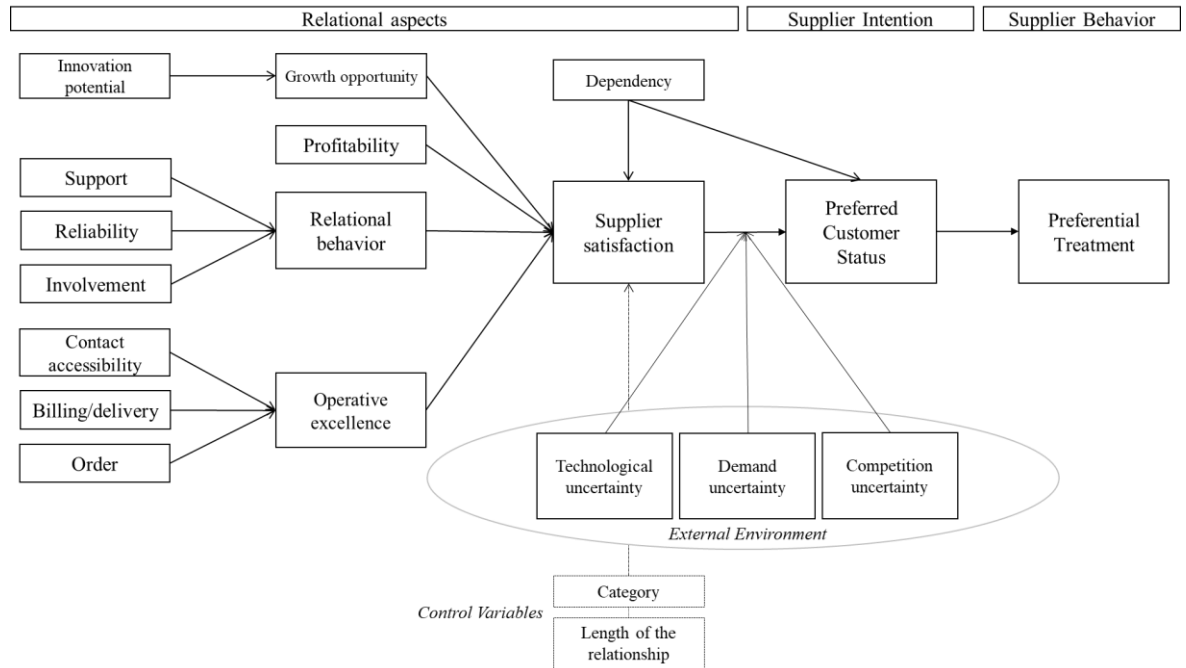 Relational aspects
Supplier Intention
Supplier Behavior
Innovation
potential
Growth opportunity
Dependency
Profitability
Support
Reliability
Involvement
Relational
behavior
Supplier
satisfaction
Preferred
Customer
Status
Preferential
Treatment
Contact
accessibility
Billing/delivery
Order
Operative
excellence
Technological
uncertainty
Demand
uncertainty
Competition
uncertainty
External Environment
Category
Control Variables
Length of the
relationship